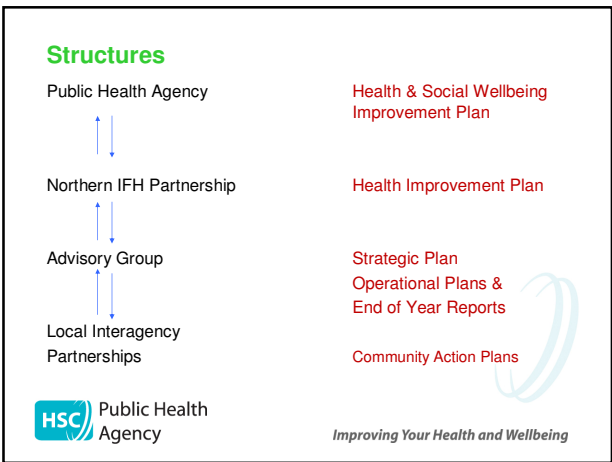 Structures
Public Health Agency
Health & Social Wellbeing
Improvement Plan
Northern IFH Partnership
Health Improvement Plan
Advisory Group
Strategic Plan
Operational Plans &
End of Year Reports
Local Interagency
Partnerships
Community Action Plans
HSC
Public Health
Agency
Improving Your Health and Wellbeing